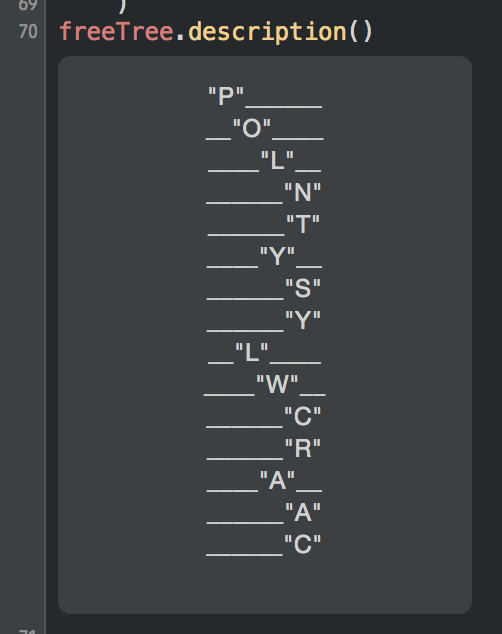 69 )
70 freeTree.description()
"P"______
__"O"____
____"L"__
______"N"
______"T"
____"Y"__
______"S"
______"Y"
__"L"____
____"W"__
______"C"
______"R"
____"A"__
______"A"
______"C"
71